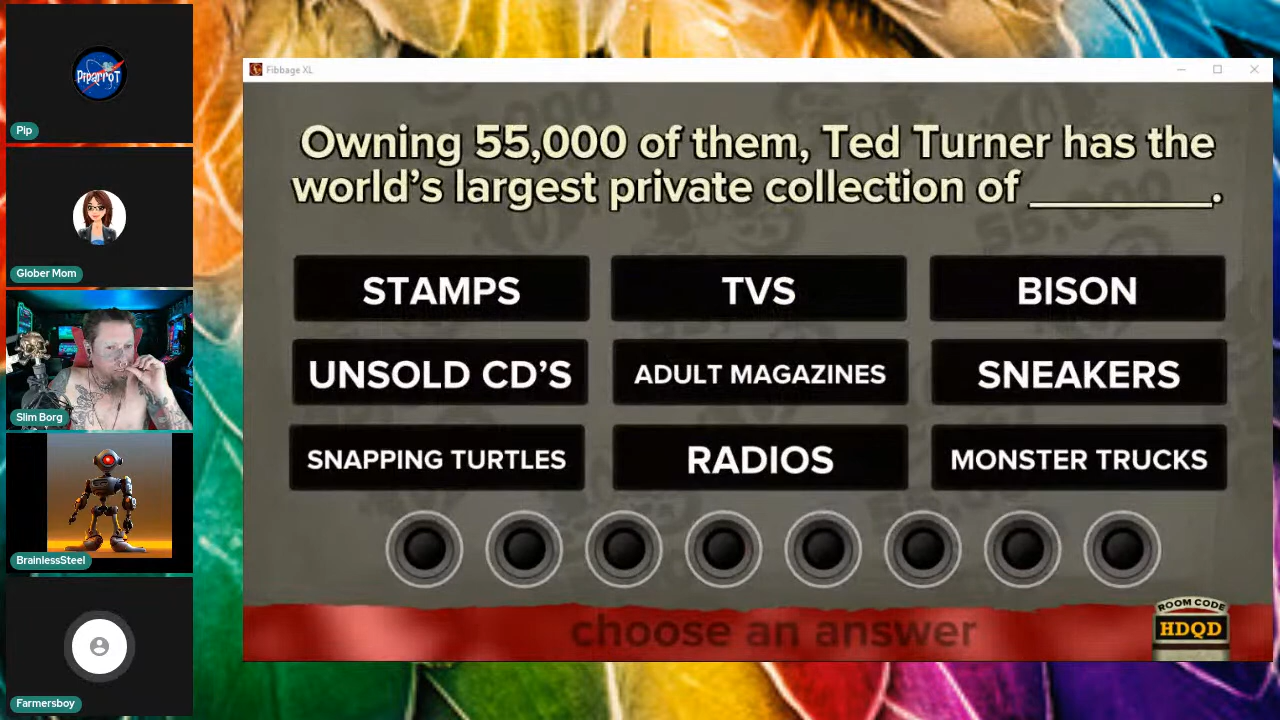 PiparroT
Pip
Glober Mom
Slim Borg
BrainlessSteel
Farmersboy
Fibbage XL
Owning 55,000 of them, Ted Turner has the
world's largest private collection of ________.
STAMPS
TVS
BISON
UNSOLD CD'S
ADULT MAGAZINES
SNEAKERS
SNAPPING TURTLES
RADIOS
MONSTER TRUCKS
choose an answer
ROOM CODE
HDQD